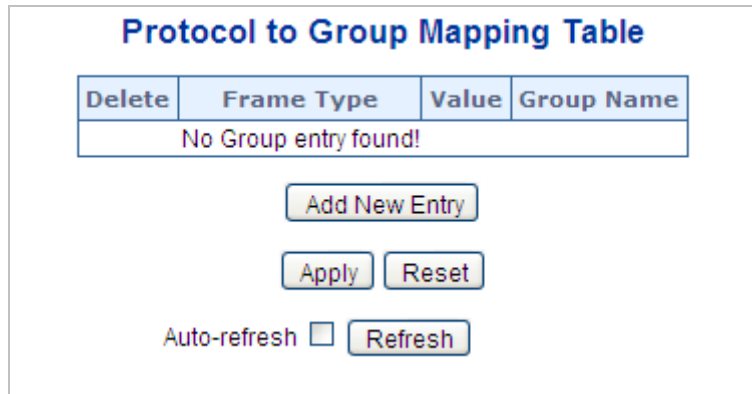 Protocol to Group Mapping Table
Delete Frame Type Value Group Name
No Group entry found!
Add New Entry
Apply Reset
Auto-refresh Refresh